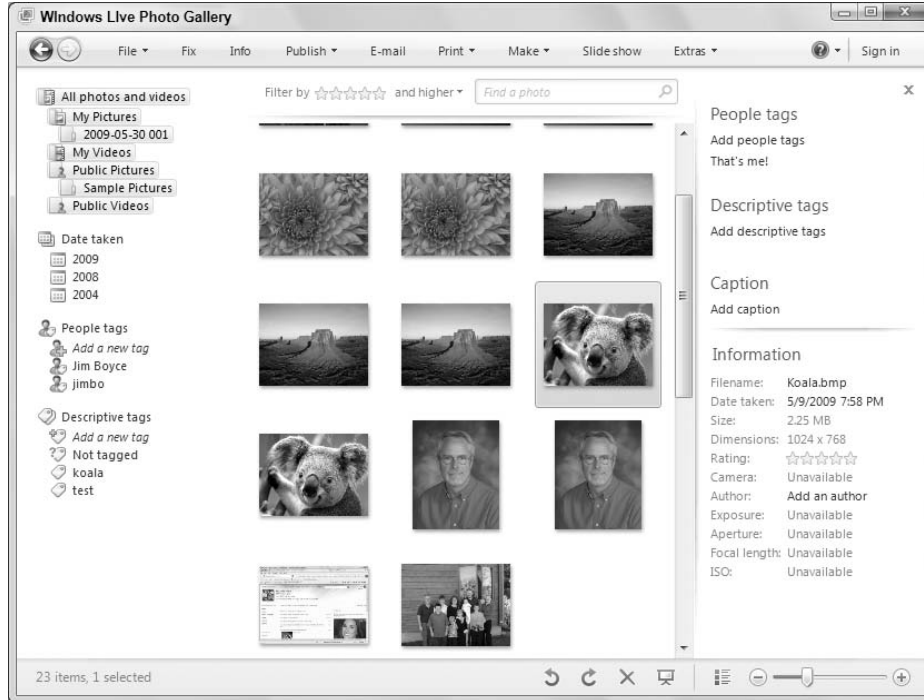 WIndows LIve Photo Gallery
File Fix Info Publish E-mail Print Make Slide show Extras ? Sign in
All photos and videos
My Pictures
2009-05-30 001
My Videos
Public Pictures
Sample Pictures
Public Videos
Date taken
2009
2008
2004
People tags
Add a new tag
Jim Boyce
jimbo
Descriptive tags
Add a new tag
Not tagged
koala
test
Filter by and higher Find a photo
People tags
Add people tags
That's me!
Descriptive tags
Add descriptive tags
Caption
Add caption
Information
Filename: Koala.bmp
Date taken: 5/9/2009 7:58 PM
Size: 2.25 MB
Dimensions: 1024 x 768
Rating:
Camera: Unavailable
Author: Add an author
Exposure: Unavailable
Aperture: Unavailable
Focal length: Unavailable
ISO: Unavailable
23 items, 1 selected